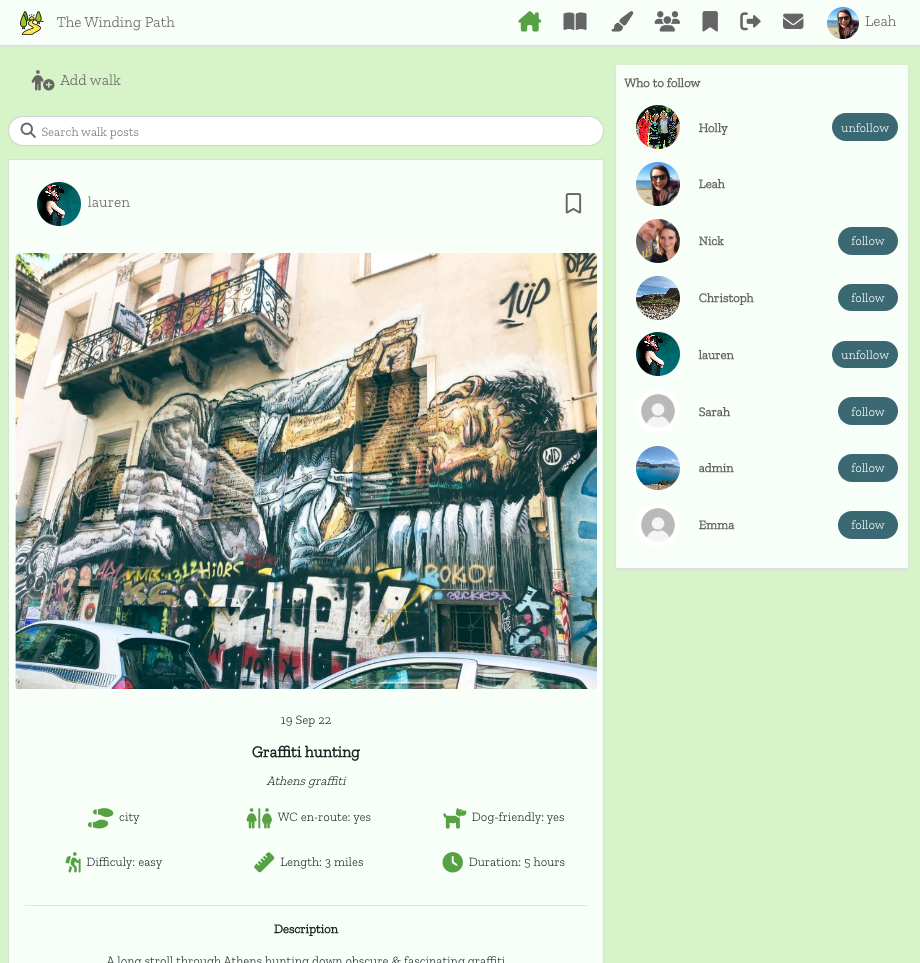 The Winding Path
Leah
Add walk
Search walk posts
lauren
1ÜP
POKO!
19 Sep 22
Graffiti hunting
Athens graffiti
city
WC en-route: yes
Dog-friendly: yes
Difficuly: easy
Length: 3 miles
Duration: 5 hours
Description
A long stroll through Athens hunting down obscure & fascinating graffiti
Who to follow
Holly
unfollow
Leah
Nick
follow
Christoph
follow
lauren
unfollow
Sarah
follow
admin
follow
Emma
follow